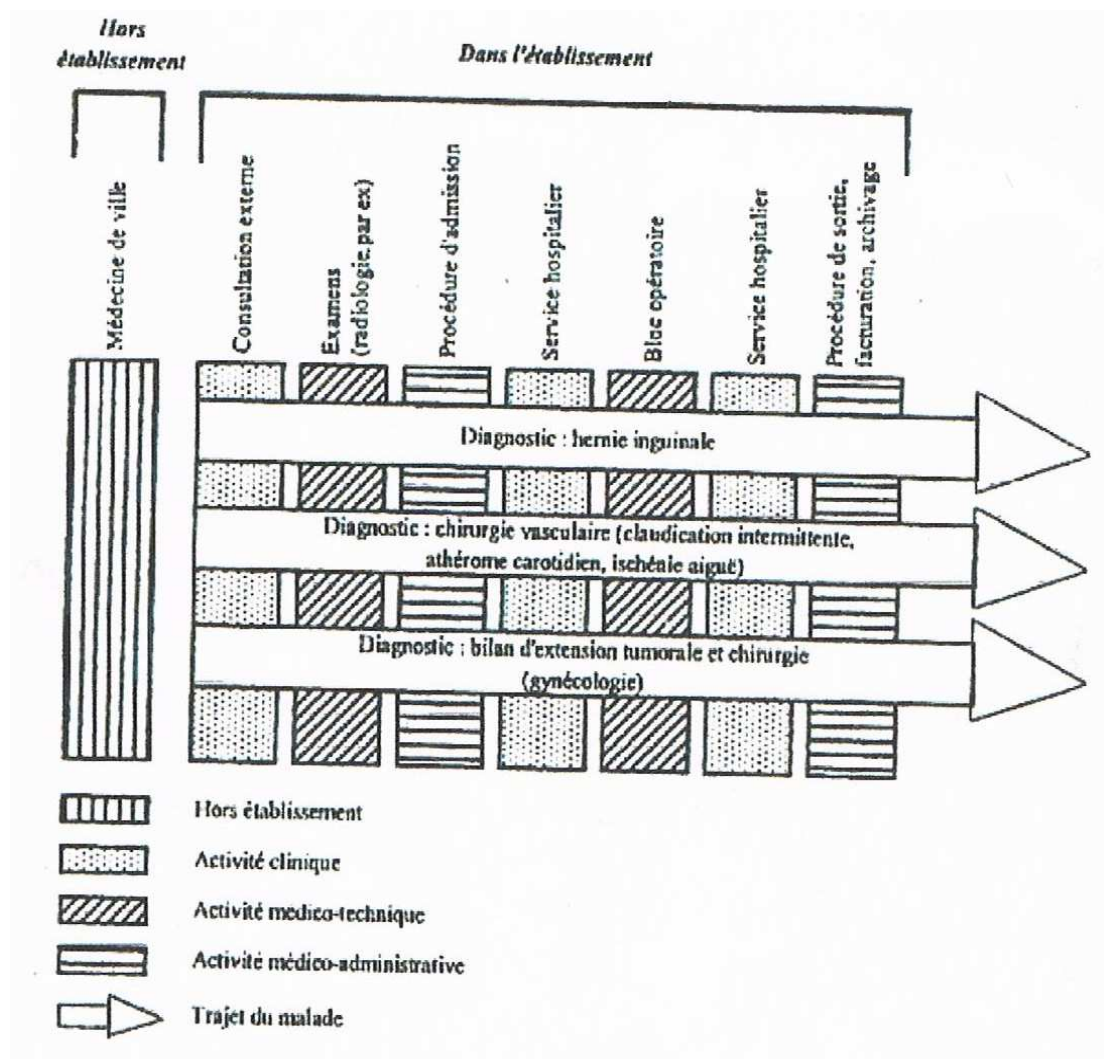 Hors
établissement
Dans l'établissement
Médecine de ville
Consultation externe
Examens
(radiologie par ex)
Procédure d'admission
Service hospitalier
Bloc opératoire
Service hospitalier
Procédure de sortie,
facturation, archivage
Diagnostic : hernie inguinale
Diagnostic : chirurgie vasculaire (claudication intermittente,
athérome carotidien, ischénie aiguë)
Diagnostic : bilan d'extension tumorale et chirurgie
(gynécologie)
Hors établissement
Activité clinique
Activité médico-technique
Activité médico-administrative
Trajet du malade